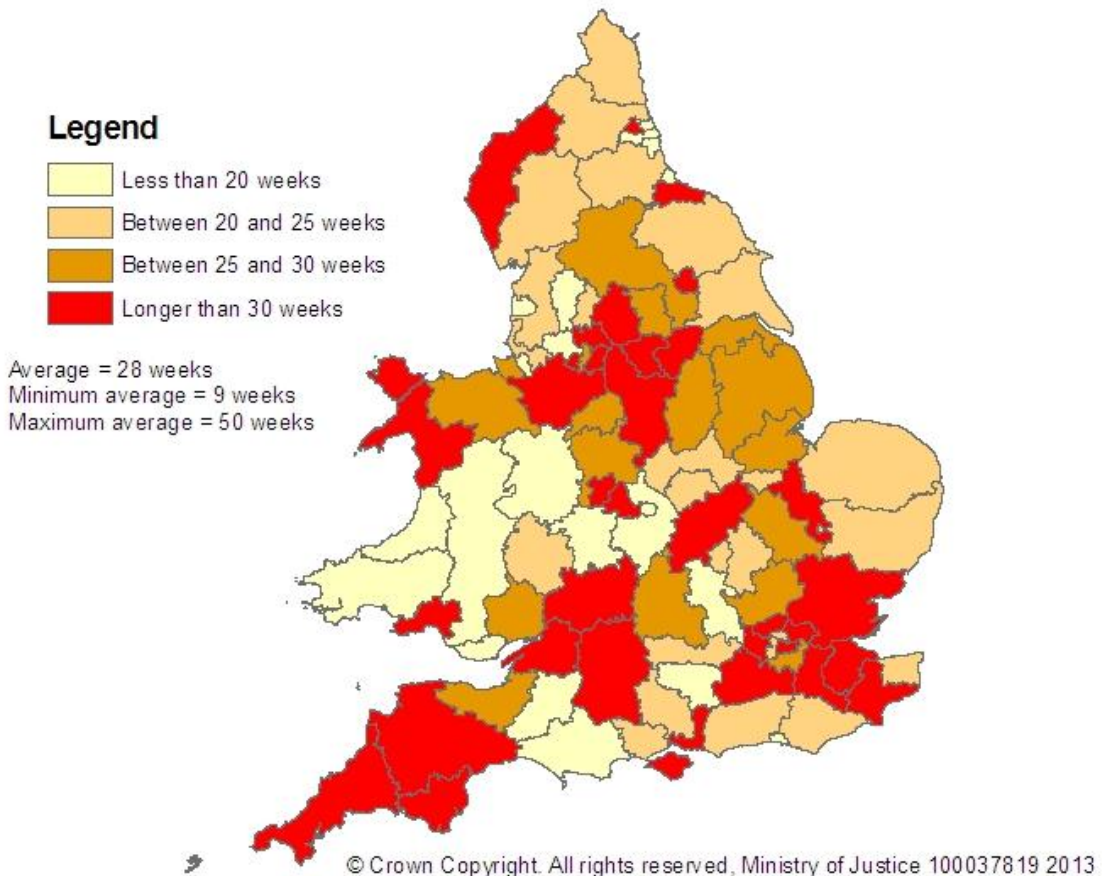 Legend
Less than 20 weeks
Between 20 and 25 weeks
Between 25 and 30 weeks
Longer than 30 weeks
Average = 28 weeks
Minimum average = 9 weeks
Maximum average = 50 weeks
© Crown Copyright. All rights reserved, Ministry of Justice 100037819 2013